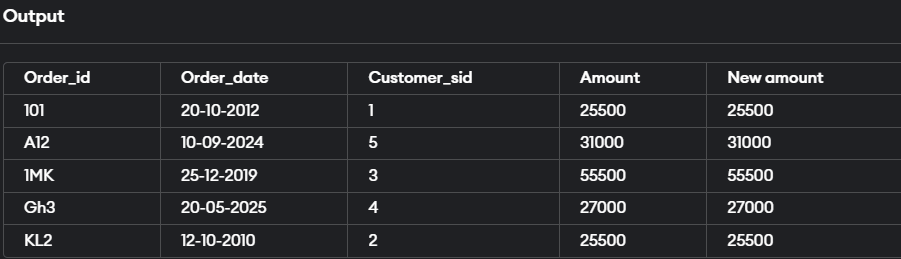 Output
Order_id Order_date Customer_sid Amount New amount
101 20-10-2012 1 25500 25500
A12 10-09-2024 5 31000 31000
1MK 25-12-2019 3 55500 55500
Gh3 20-05-2025 4 27000 27000
KL2 12-10-2010 2 25500 25500